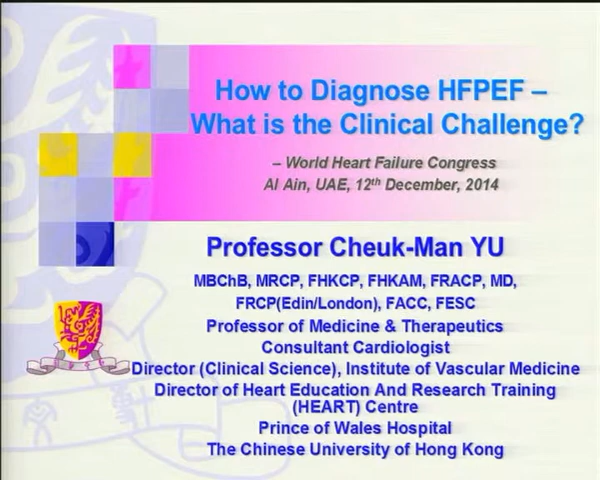 How to Diagnose HFPEF –
What is the Clinical Challenge?
– World Heart Failure Congress
Al Ain, UAE, 12th December, 2014
Professor Cheuk-Man YU
MBChB, MRCP, FHKCP, FHKAM, FRACP, MD,
FRCP(Edin/London), FACC, FESC
Professor of Medicine & Therapeutics
Consultant Cardiologist
Director (Clinical Science), Institute of Vascular Medicine
Director of Heart Education And Research Training
(HEART) Centre
Prince of Wales Hospital
The Chinese University of Hong Kong